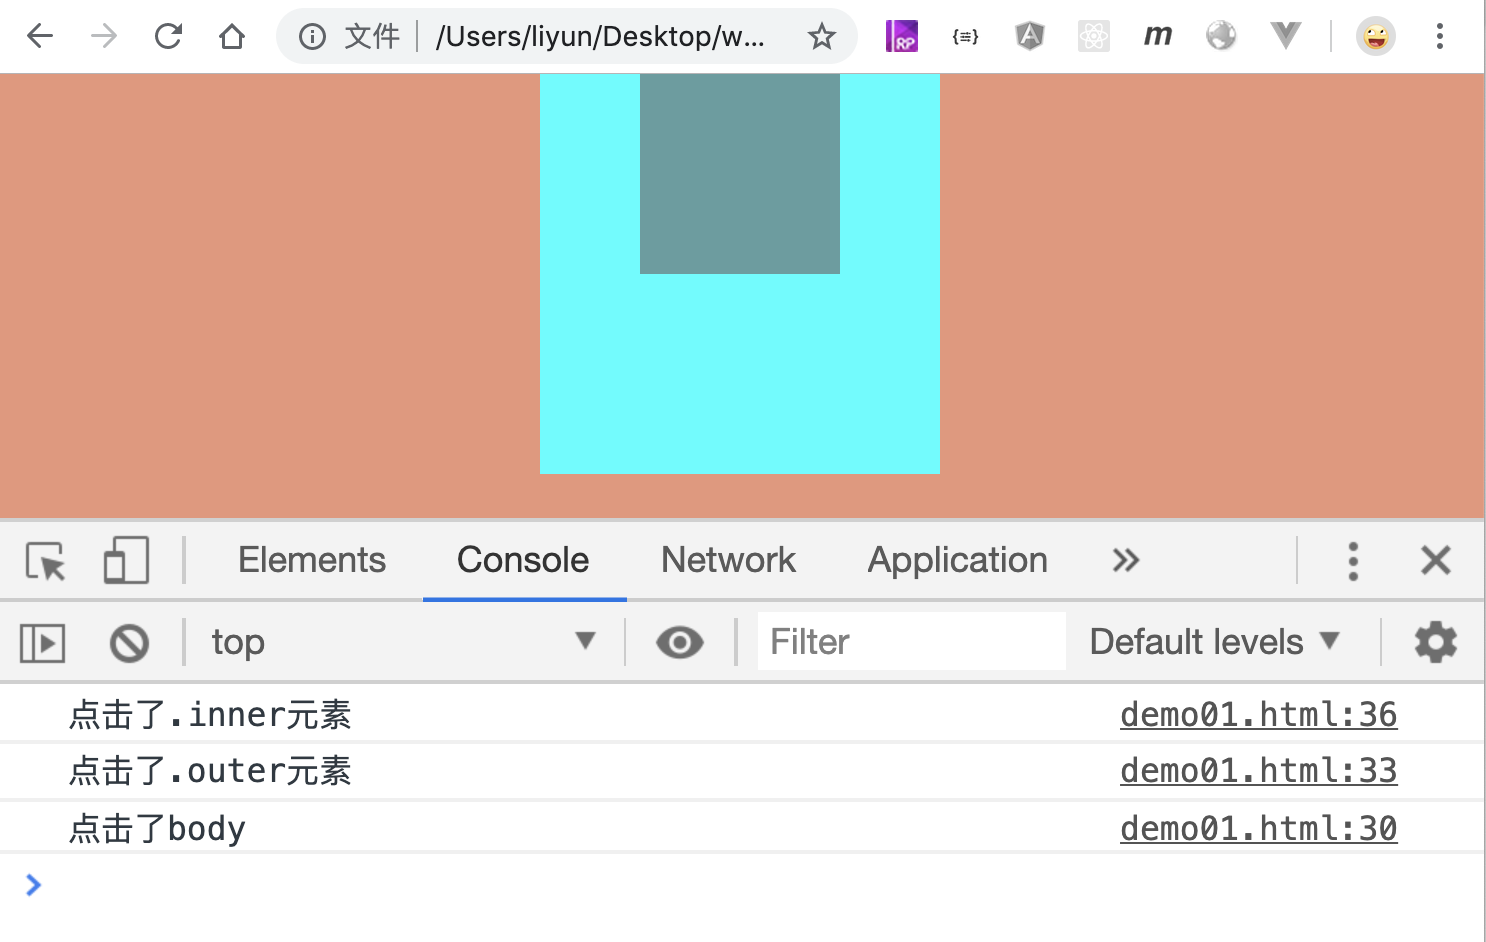 文件 /Users/liyun/Desktop/w...
RP {≡} A m
Elements Console Network Application
top Filter Default levels
点击了.inner元素 demo01.html:36
点击了.outer元素 demo01.html:33
点击了body demo01.html:30